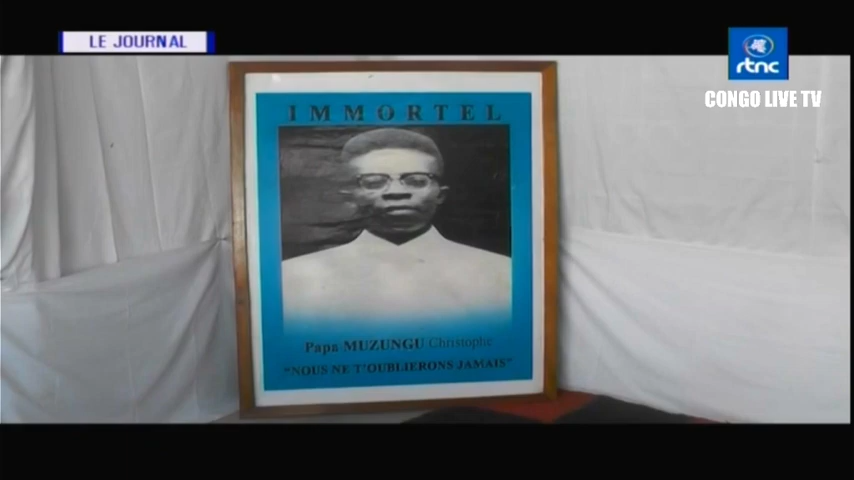 LE JOURNAL
rtnc
CONGO LIVE TV
IMMORTEL
Papa MUZUNGU Christophe
“NOUS NE T'OUBLIERONS JAMAIS”